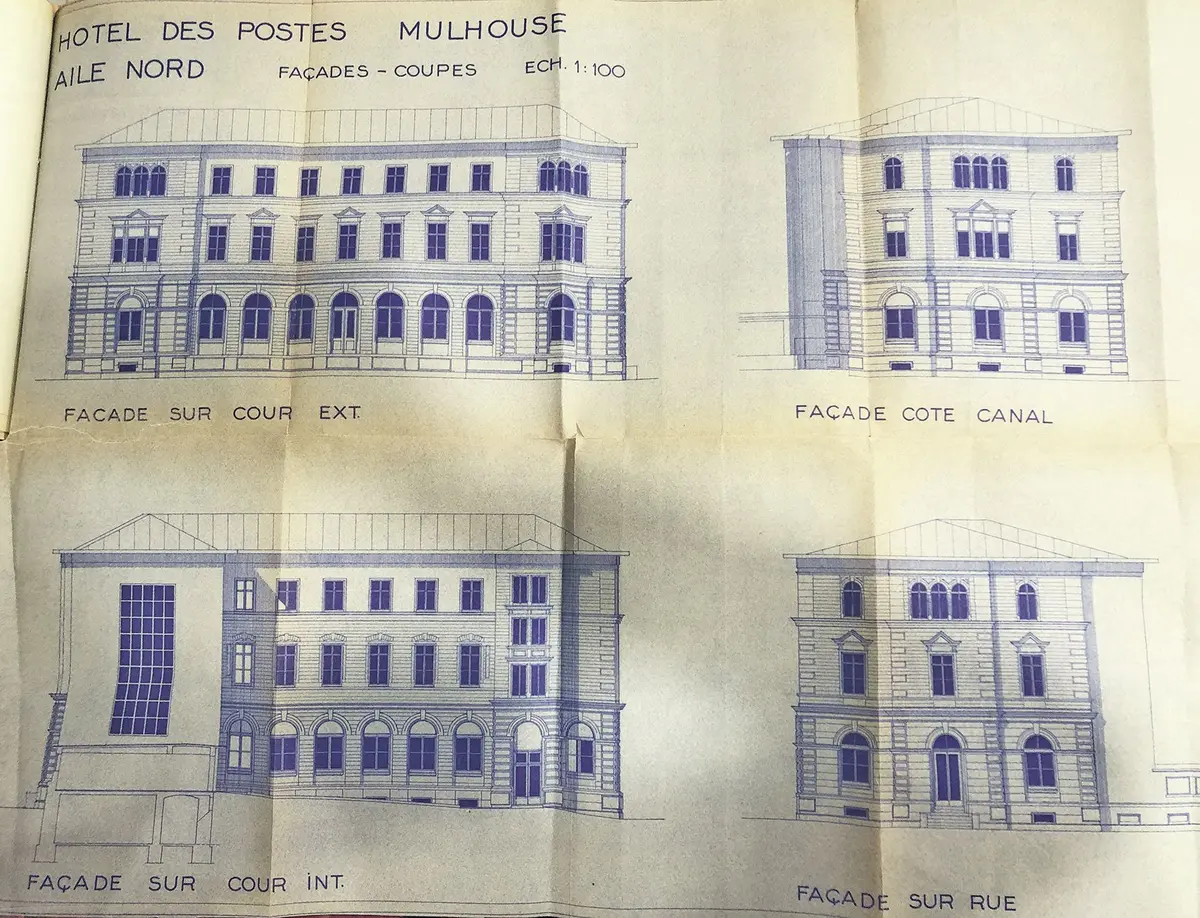 HOTEL DES POSTES MULHOUSE
AILE NORD FAÇADES - COUPES ECH. 1:100
FACADE SUR COUR EXT.
FAÇADE COTE CANAL
FAÇADE SUR COUR INT.
FAÇADE SUR RUE